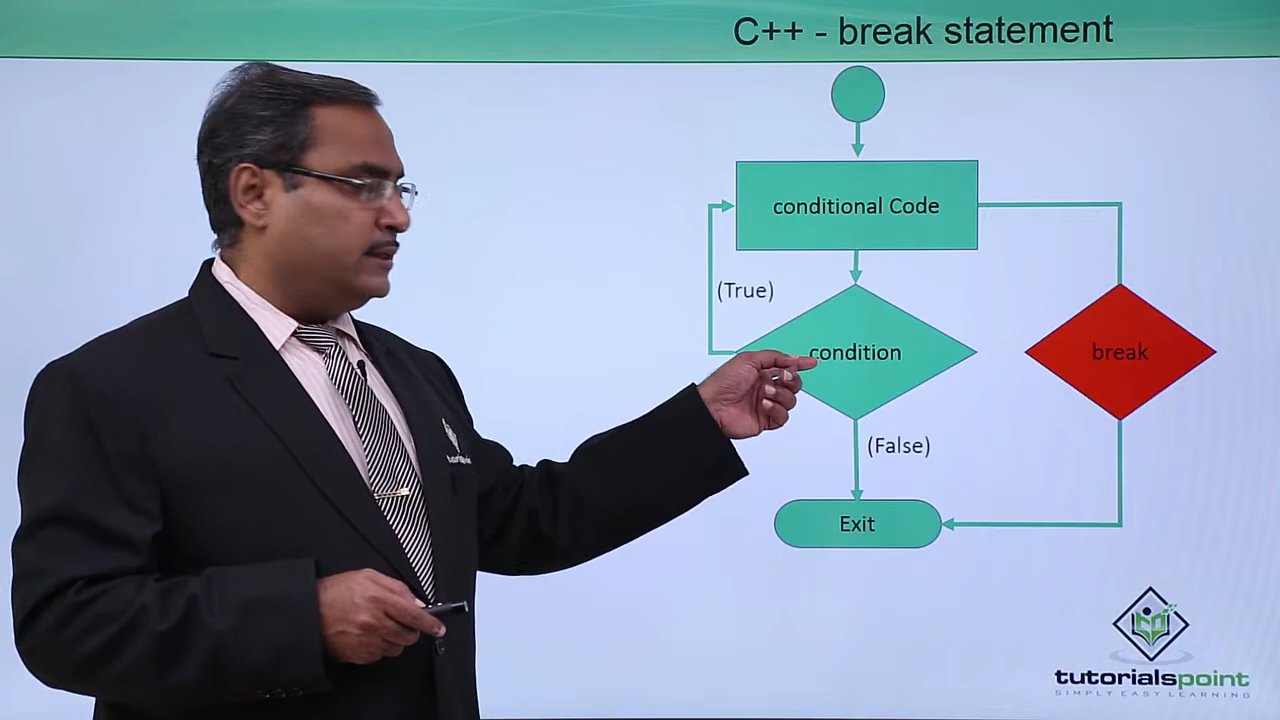 C++ - break statement
conditional Code
(True)
condition
break
(False)
Exit
tutorialspoint
SIMPLY EASY LEARNING